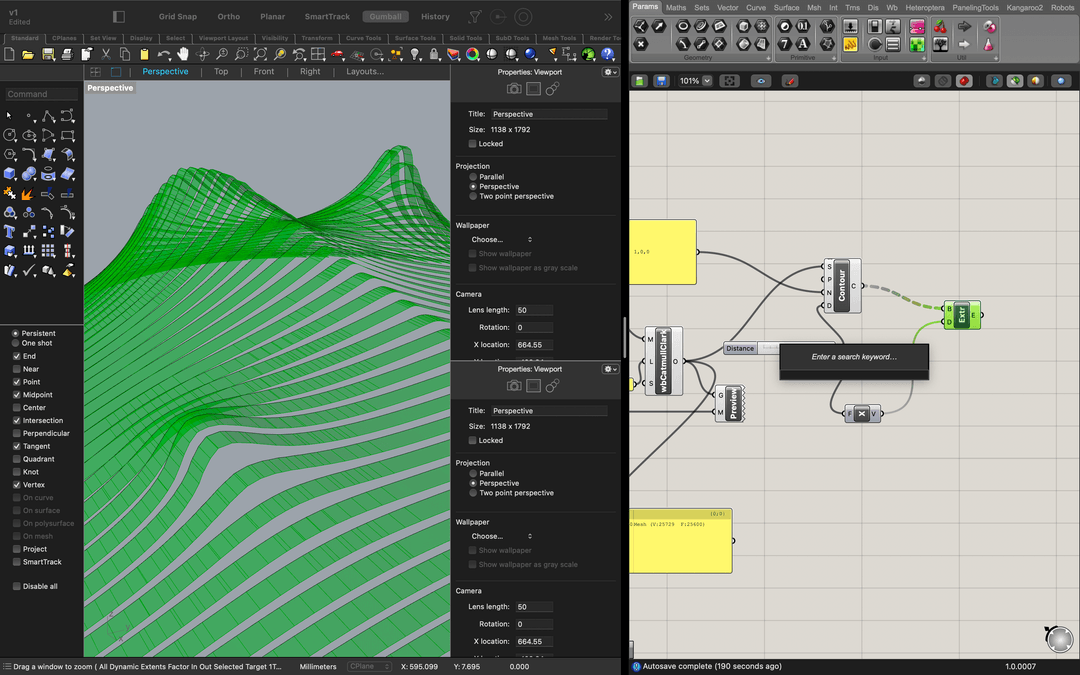 v1
Edited
Grid Snap Ortho Planar SmartTrack Gumball History
Standard CPlanes Set View Display Select Viewport Layout Visibility Transform Curve Tools Surface Tools Solid Tools SubD Tools Mesh Tools Render To
Perspective Top Front Right Layouts...
Command
Perspective
Persistent
One shot
End
Near
Point
Midpoint
Center
Intersection
Perpendicular
Tangent
Quadrant
Knot
Vertex
On curve
On surface
On polysurface
On mesh
Project
SmartTrack
Disable all
Properties: Viewport
Title: Perspective
Size: 1138 x 1792
Locked
Projection
Parallel
Perspective
Two point perspective
Wallpaper
Choose...
Show wallpaper
Show wallpaper as gray scale
Camera
Lens length: 50
Rotation: 0
X location: 664.55
Properties: Viewport
Title: Perspective
Size: 1138 x 1792
Locked
Projection
Parallel
Perspective
Two point perspective
Wallpaper
Choose...
Show wallpaper
Show wallpaper as gray scale
Camera
Lens length: 50
Rotation: 0
X location: 664.55
Drag a window to zoom ( All Dynamic Extents Factor In Out Selected Target 1T... Millimeters CPlane X: 595.099 Y: 7.695 0.000
Params Maths Sets Vector Curve Surface Mesh Int Trns Dis Wb Heteroptera PanelingTools Kangaroo2 Robots
Geometry Primitive Input Util
101%
1.0.0
S
P
N
D
Contour
C
B
D
Extr
E
M
L
S
wbCatmullClark
O
Distance
Enter a search keyword...
G
M
Preview
F
X
V
{0;0}
0 Mesh (V:25729 F:25600)
Autosave complete (190 seconds ago) 1.0.0007